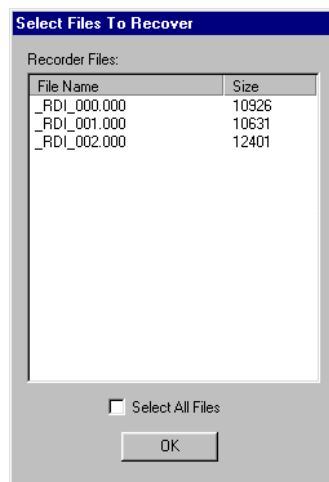 Select Files To Recover
Recorder Files:
File Name Size
_RDI_000.000 10926
_RDI_001.000 10631
_RDI_002.000 12401
Select All Files
OK